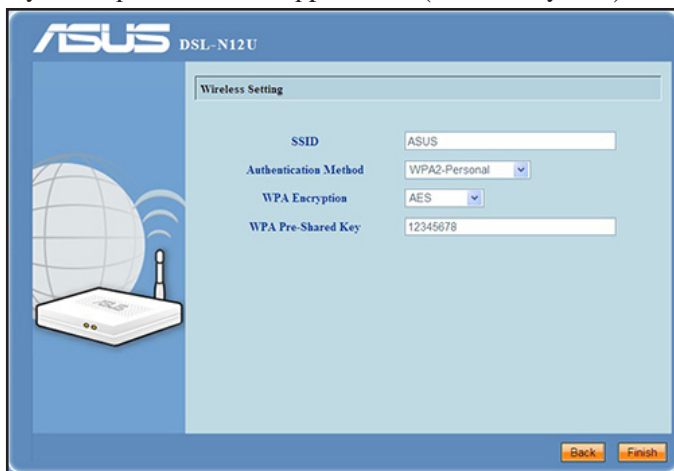 ASUS DSL-N12U
Wireless Setting
SSID ASUS
Authentication Method WPA2-Personal
WPA Encryption AES
WPA Pre-Shared Key 12345678
ASUS
Back Finish